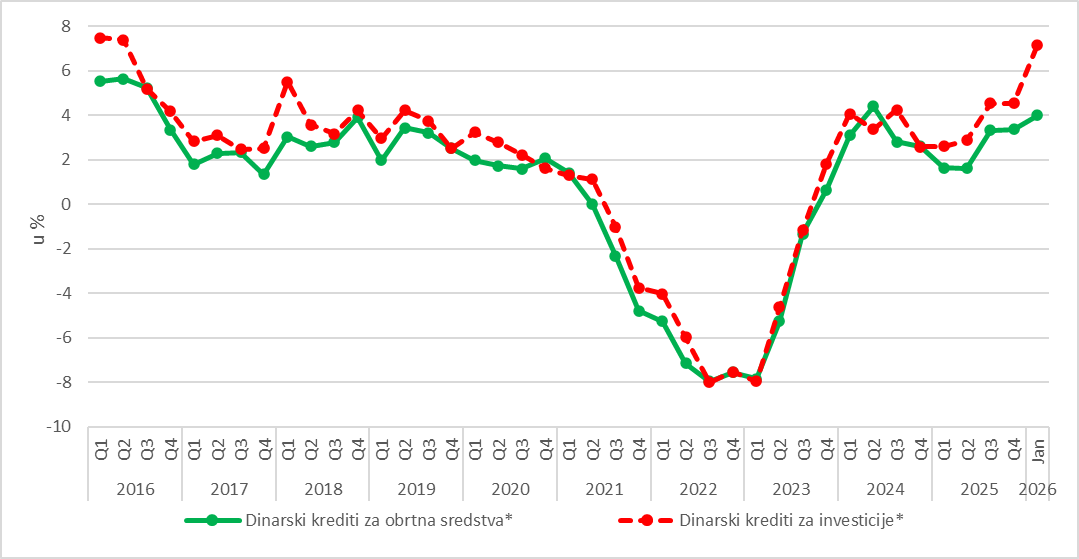 8
6
4
2
0
-2
-4
-6
-8
-10
u %
Q1 Q2 Q3 Q4 Q1 Q2 Q3 Q4 Q1 Q2 Q3 Q4 Q1 Q2 Q3 Q4 Q1 Q2 Q3 Q4 Q1 Q2 Q3 Q4 Q1 Q2 Q3 Q4 Q1 Q2 Q3 Q4 Q1 Q2 Q3 Q4 Q1 Q2 Q3 Q4 Jan
2016 2017 2018 2019 2020 2021 2022 2023 2024 2025 2026
Dinarski krediti za obrtna sredstva* Dinarski krediti za investicije*